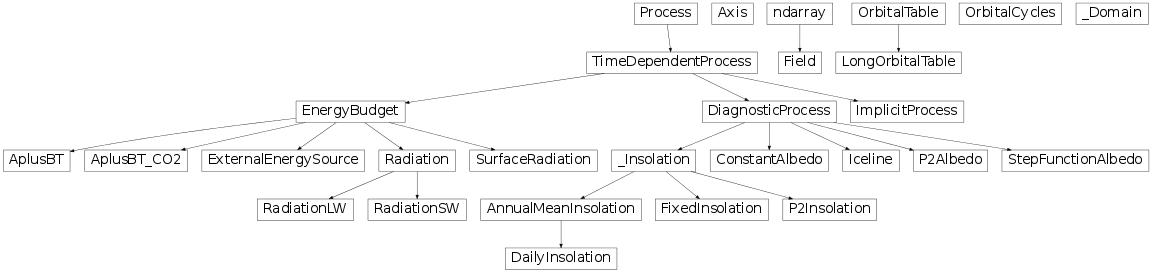 Process Axis ndarray OrbitalTable OrbitalCycles _Domain
TimeDependentProcess Field LongOrbitalTable
EnergyBudget DiagnosticProcess ImplicitProcess
AplusBT AplusBT_CO2 ExternalEnergySource Radiation SurfaceRadiation _Insolation ConstantAlbedo Iceline P2Albedo StepFunctionAlbedo
RadiationLW RadiationSW AnnualMeanInsolation FixedInsolation P2Insolation
DailyInsolation